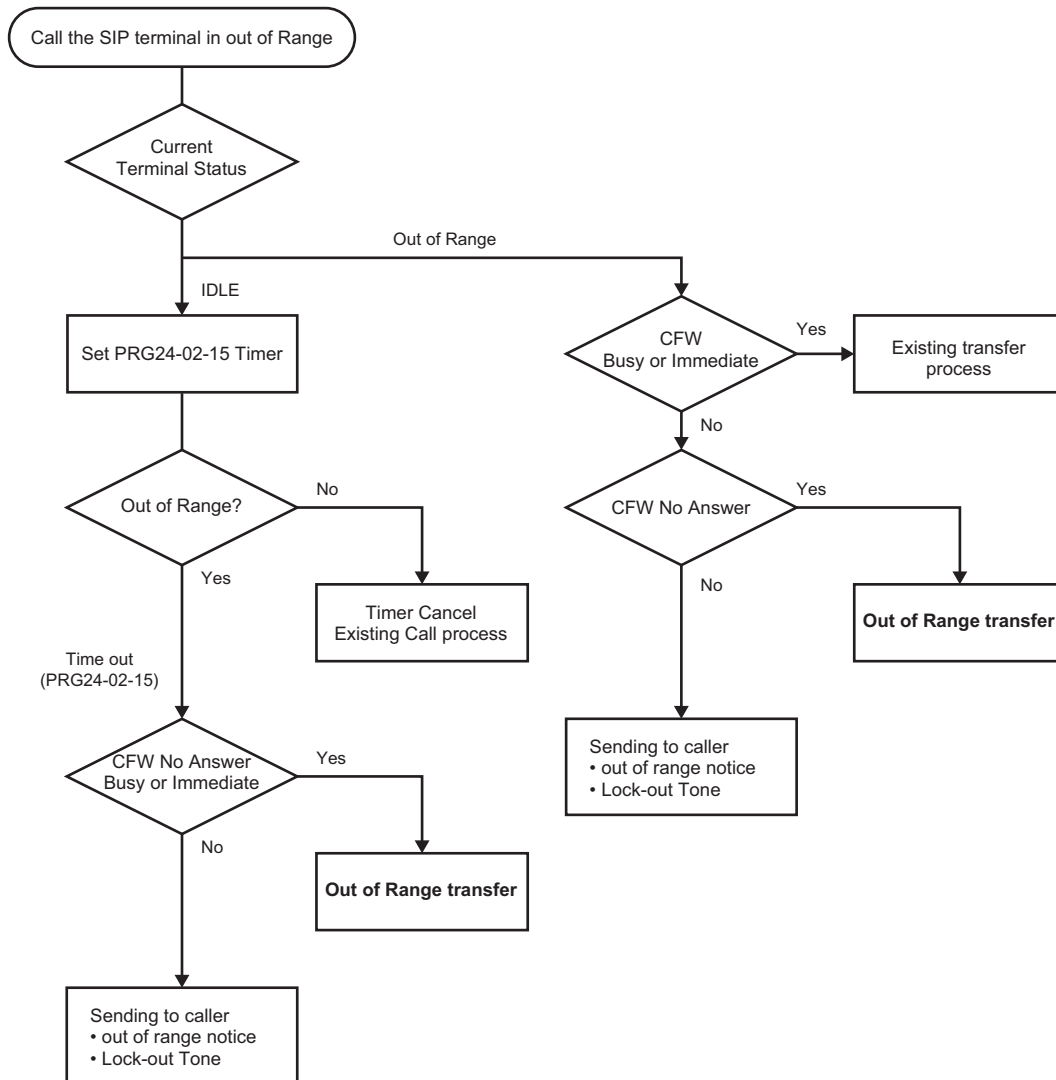 Call the SIP terminal in out of Range
Current
Terminal Status
Out of Range
IDLE
Set PRG24-02-15 Timer
CFW
Busy or Immediate
Yes
Existing transfer
process
No
Out of Range?
No
CFW No Answer
Yes
Yes
No
Timer Cancel
Existing Call process
Out of Range transfer
Time out
(PRG24-02-15)
CFW No Answer
Busy or Immediate
Yes
Sending to caller
• out of range notice
• Lock-out Tone
No
Out of Range transfer
Sending to caller
• out of range notice
• Lock-out Tone